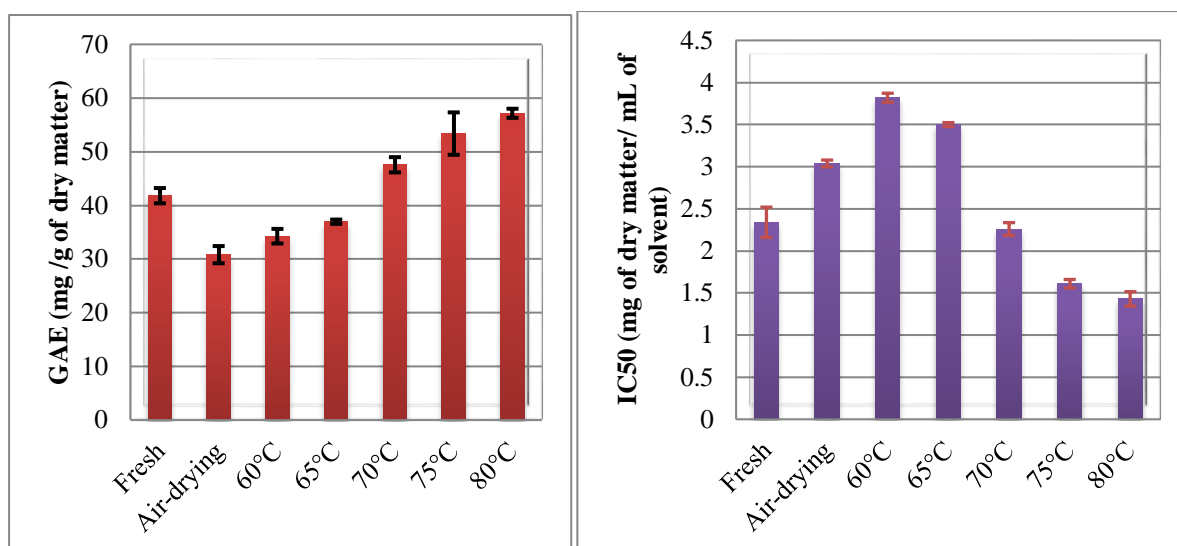 GAE (mg /g of dry matter)
70
60
50
40
30
20
10
0
Fresh
Air-drying
60°C
65°C
70°C
75°C
80°C
IC50 (mg of dry matter/ mL of
solvent)
4.5
4
3.5
3
2.5
2
1.5
1
0.5
0
Fresh
Air-drying
60°C
65°C
70°C
75°C
80°C